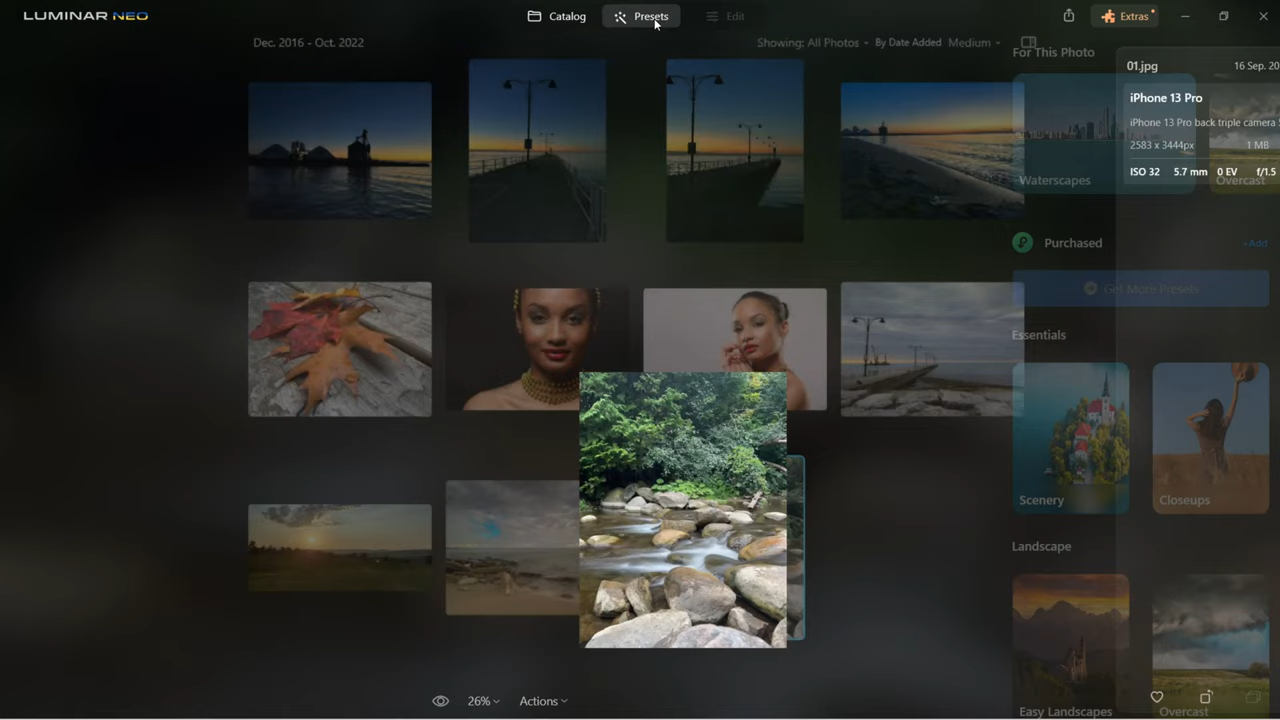 LUMINAR NEO
Catalog
Presets
Edit
Extras
Dec. 2016 - Oct. 2022
Showing: All Photos
By Date Added
Medium
For This Photo
01.jpg
16 Sep. 20
iPhone 13 Pro
iPhone 13 Pro back triple camera
2583 x 3444px
1 MB
ISO 32
5.7 mm
0 EV
f/1.5
Waterscapes
Overcast
Purchased
+Add
Get More Presets
Essentials
Scenery
Closeups
Landscape
Easy Landscapes
Overcast
26%
Actions